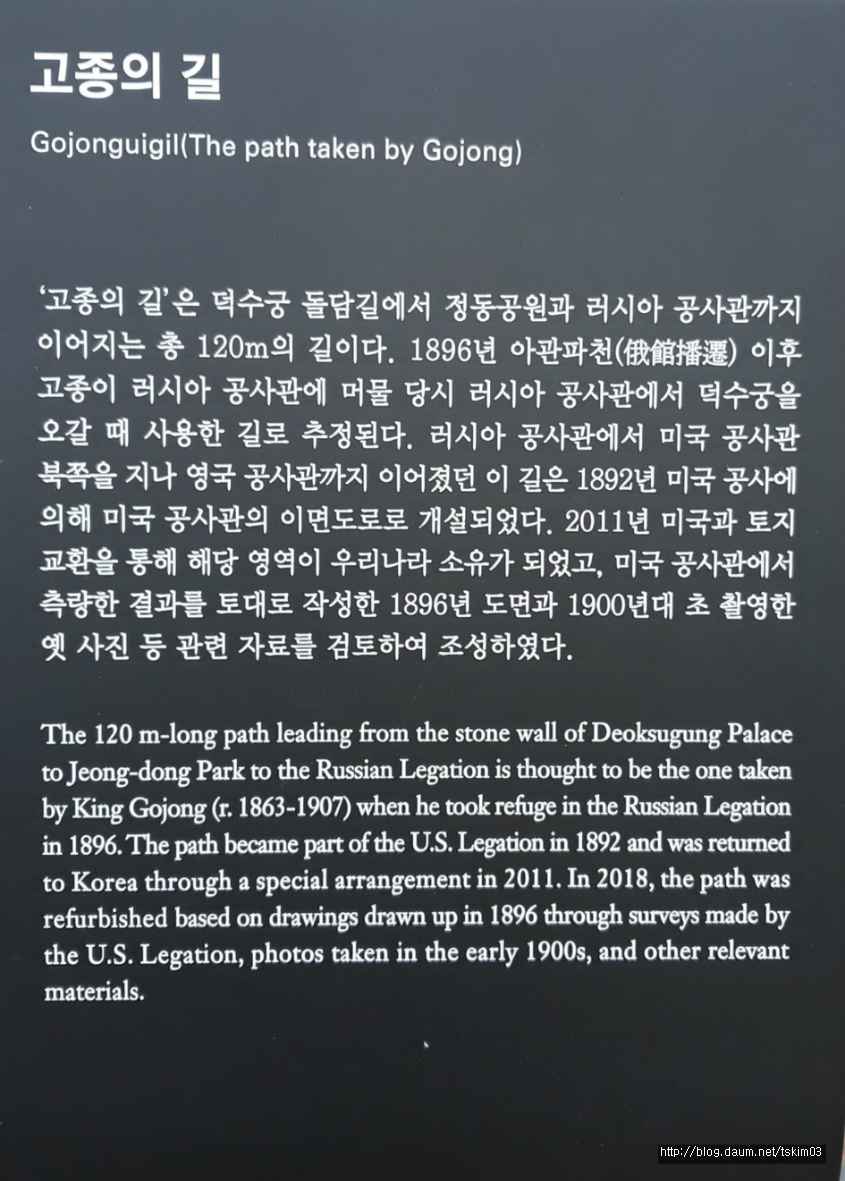 고종의 길
Gojonguigil(The path taken by Gojong)
‘고종의 길’은 덕수궁 돌담길에서 정동공원과 러시아 공사관까지
이어지는 총 120m의 길이다. 1896년 아관파천(俄館播遷) 이후
고종이 러시아 공사관에 머물 당시 러시아 공사관에서 덕수궁을
오갈 때 사용한 길로 추정된다. 러시아 공사관에서 미국 공사관
북쪽을 지나 영국 공사관까지 이어졌던 이 길은 1892년 미국 공사에
의해 미국 공사관의 이면도로로 개설되었다. 2011년 미국과 토지
교환을 통해 해당 영역이 우리나라 소유가 되었고, 미국 공사관에서
측량한 결과를 토대로 작성한 1896년 도면과 1900년대 초 촬영한
옛 사진 등 관련 자료를 검토하여 조성하였다.
The 120 m-long path leading from the stone wall of Deoksugung Palace
to Jeong-dong Park to the Russian Legation is thought to be the one taken
by King Gojong (r. 1863-1907) when he took refuge in the Russian Legation
in 1896. The path became part of the U.S. Legation in 1892 and was returned
to Korea through a special arrangement in 2011. In 2018, the path was
refurbished based on drawings drawn up in 1896 through surveys made by
the U.S. Legation, photos taken in the early 1900s, and other relevant
materials.
http://blog.daum.net/tskim03